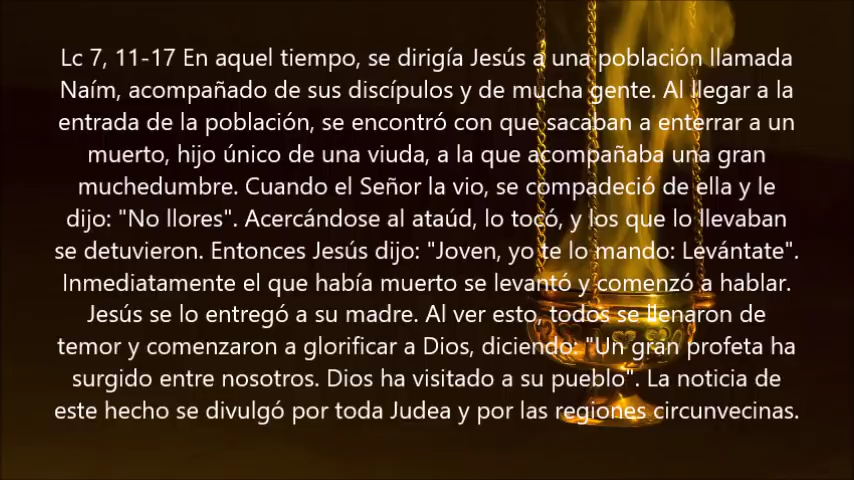 Lc 7, 11-17 En aquel tiempo, se dirigía Jesús a una población llamada
Naím, acompañado de sus discípulos y de mucha gente. Al llegar a la
entrada de la población, se encontró con que sacaban a enterrar a un
muerto, hijo único de una viuda, a la que acompañaba una gran
muchedumbre. Cuando el Señor la vio, se compadeció de ella y le
dijo: "No llores". Acercándose al ataúd, lo tocó, y los que lo llevaban
se detuvieron. Entonces Jesús dijo: "Joven, yo te lo mando: Levántate".
Inmediatamente el que había muerto se levantó y comenzó a hablar.
Jesús se lo entregó a su madre. Al ver esto, todos se llenaron de
temor y comenzaron a glorificar a Dios, diciendo: "Un gran profeta ha
surgido entre nosotros. Dios ha visitado a su pueblo". La noticia de
este hecho se divulgó por toda Judea y por las regiones circunvecinas.